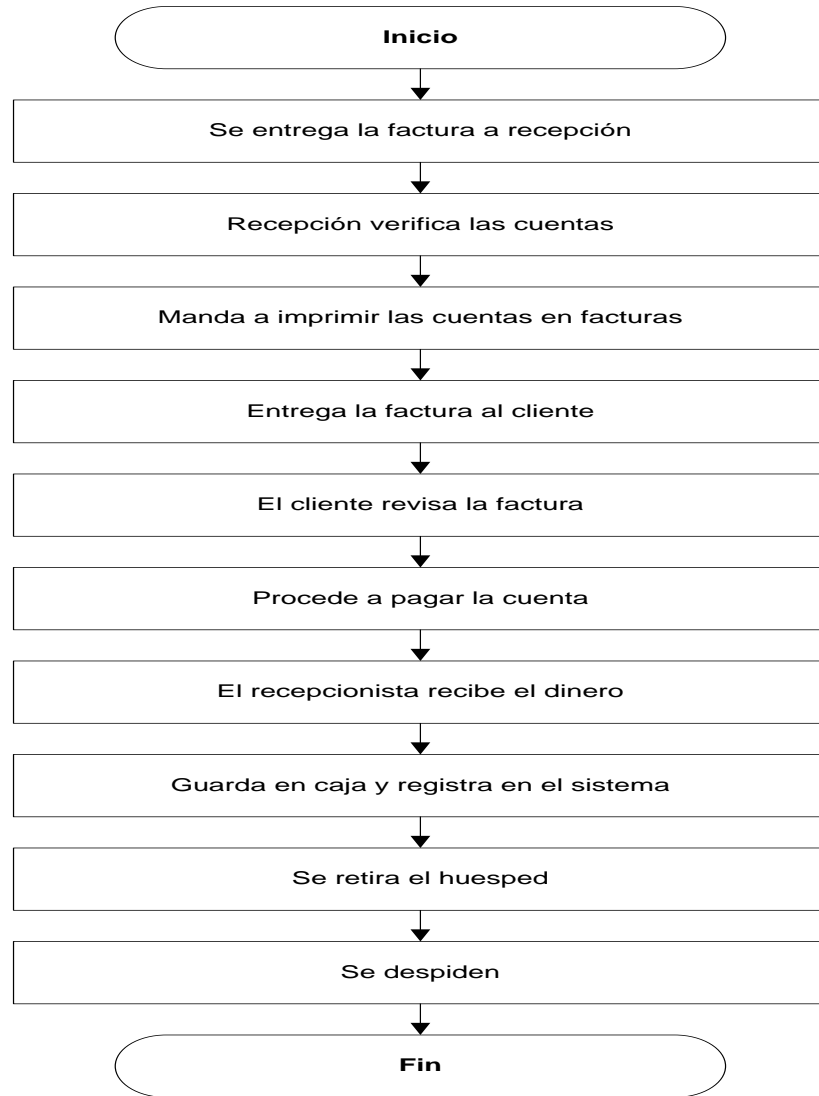 Inicio
Se entrega la factura a recepción
Recepción verifica las cuentas
Manda a imprimir las cuentas en facturas
Entrega la factura al cliente
El cliente revisa la factura
Procede a pagar la cuenta
El recepcionista recibe el dinero
Guarda en caja y registra en el sistema
Se retira el huesped
Se despiden
Fin